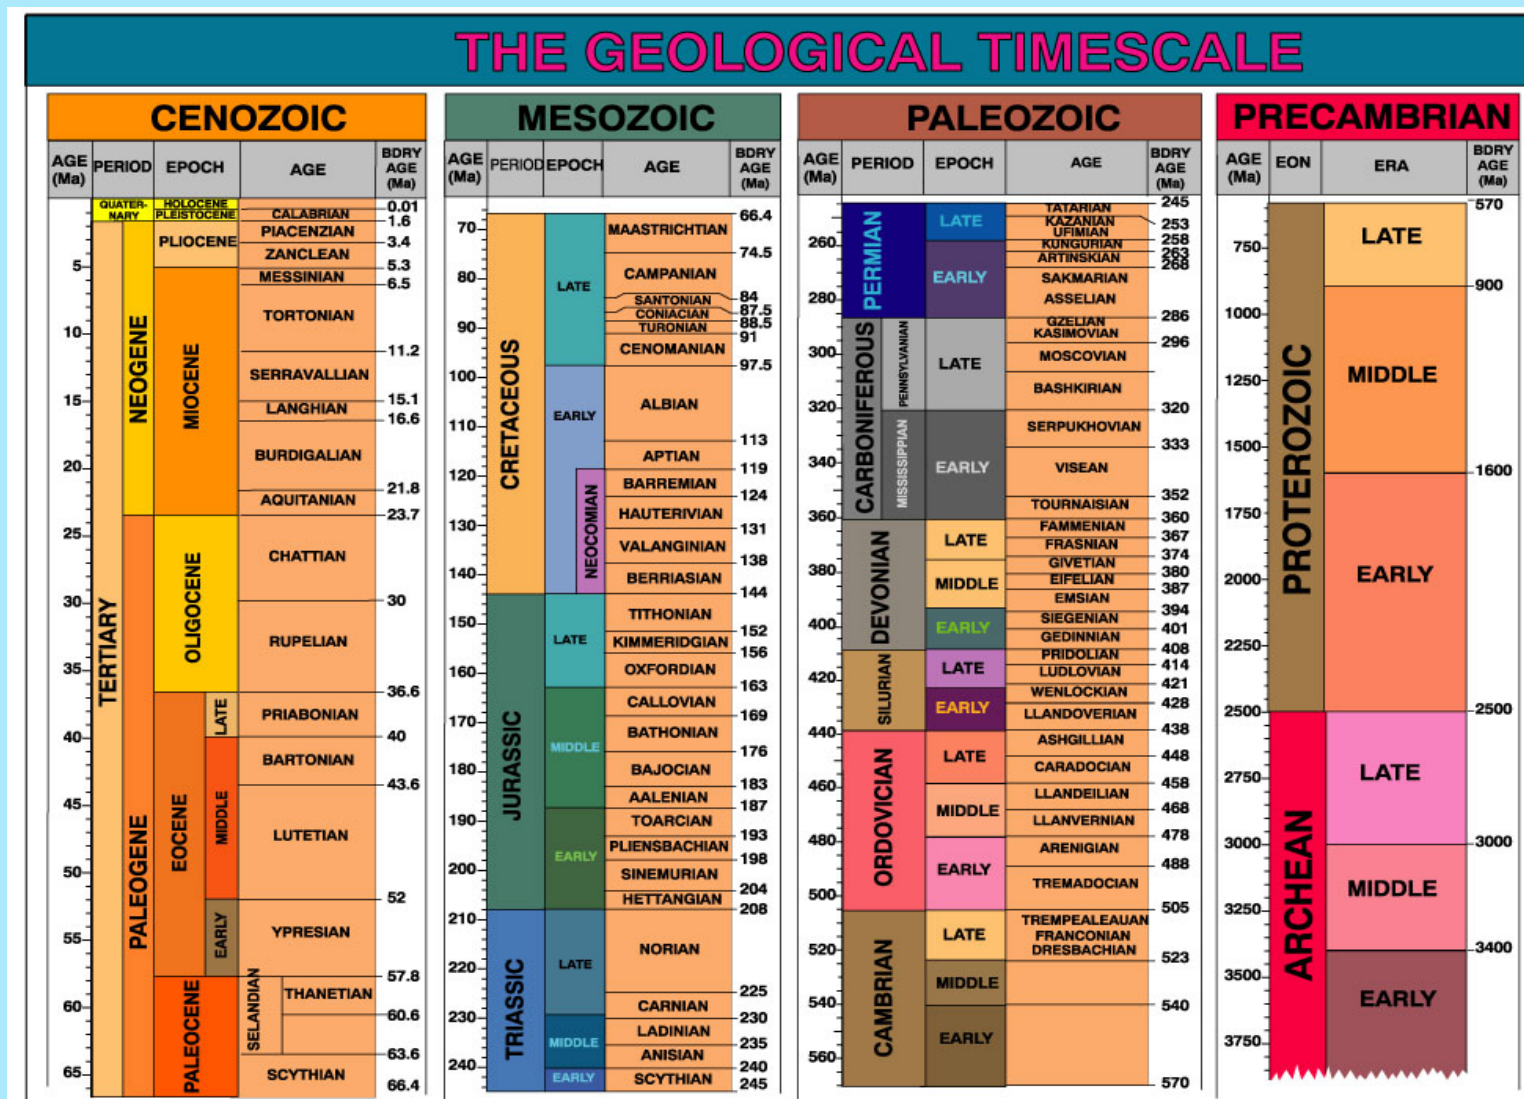 THE GEOLOGICAL TIMESCALE
CENOZOIC
AGE (Ma) PERIOD EPOCH AGE BDRY AGE (Ma)
QUATER-NARY
TERTIARY
NEOGENE
PALEOGENE
HOLOCENE
PLEISTOCENE
PLIOCENE
MIOCENE
OLIGOCENE
EOCENE
LATE
MIDDLE
EARLY
PALEOCENE
CALABRIAN
PIACENZIAN
ZANCLEAN
MESSINIAN
TORTONIAN
SERRAVALLIAN
LANGHIAN
BURDIGALIAN
AQUITANIAN
CHATTIAN
RUPELIAN
PRIABONIAN
BARTONIAN
LUTETIAN
YPRESIAN
SELANDIAN
THANETIAN
SCYTHIAN
5
10
15
20
25
30
35
40
45
50
55
60
65
0.01
1.6
3.4
5.3
6.5
11.2
15.1
16.6
21.8
23.7
30
36.6
40
43.6
52
57.8
60.6
63.6
66.4
MESOZOIC
AGE (Ma) PERIOD EPOCH AGE BDRY AGE (Ma)
CRETACEOUS
JURASSIC
TRIASSIC
LATE
EARLY
NEOCOMIAN
LATE
MIDDLE
EARLY
LATE
MIDDLE
EARLY
MAASTRICHTIAN
CAMPANIAN
SANTONIAN
CONIACIAN
TURONIAN
CENOMANIAN
ALBIAN
APTIAN
BARREMIAN
HAUTERIVIAN
VALANGINIAN
BERRIASIAN
TITHONIAN
KIMMERIDGIAN
OXFORDIAN
CALLOVIAN
BATHONIAN
BAJOCIAN
AALENIAN
TOARCIAN
PLIENSBACHIAN
SINEMURIAN
HETTANGIAN
NORIAN
CARNIAN
LADINIAN
ANISIAN
SCYTHIAN
70
80
90
100
110
120
130
140
150
160
170
180
190
200
210
220
230
240
66.4
74.5
84
87.5
88.5
91
97.5
113
119
124
131
138
144
152
156
163
169
176
183
187
193
198
204
208
225
230
235
240
245
PALEOZOIC
AGE (Ma) PERIOD EPOCH AGE BDRY AGE (Ma)
PERMIAN
CARBONIFEROUS
PENNSYLVANIAN
MISSISSIPPIAN
DEVONIAN
SILURIAN
ORDOVICIAN
CAMBRIAN
LATE
EARLY
LATE
EARLY
LATE
MIDDLE
EARLY
LATE
EARLY
LATE
MIDDLE
EARLY
LATE
MIDDLE
EARLY
TATARIAN
KAZANIAN
UFIMIAN
KUNGURIAN
ARTINSKIAN
SAKMARIAN
ASSELIAN
GZELIAN
KASIMOVIAN
MOSCOVIAN
BASHKIRIAN
SERPUKHOVIAN
VISEAN
TOURNAISIAN
FAMMENIAN
FRASNIAN
GIVETIAN
EIFELIAN
EMSIAN
SIEGENIAN
GEDINNIAN
PRIDOLIAN
LUDLOVIAN
WENLOCKIAN
LLANDOVERIAN
ASHGILLIAN
CARADOCIAN
LLANDEILIAN
LLANVERNIAN
ARENIGIAN
TREMADOCIAN
TREMPEALEAUAN
FRANCONIAN
DRESBACHIAN
260
280
300
320
340
360
380
400
420
440
460
480
500
520
540
560
245
253
258
263
268
286
296
320
333
352
360
367
374
380
387
394
401
408
414
421
428
438
448
458
468
478
488
505
523
540
570
PRECAMBRIAN
AGE (Ma) EON ERA BDRY AGE (Ma)
PROTEROZOIC
ARCHEAN
LATE
MIDDLE
EARLY
LATE
MIDDLE
EARLY
750
1000
1250
1500
1750
2000
2250
2500
2750
3000
3250
3500
3750
570
900
1600
2500
3000
3400